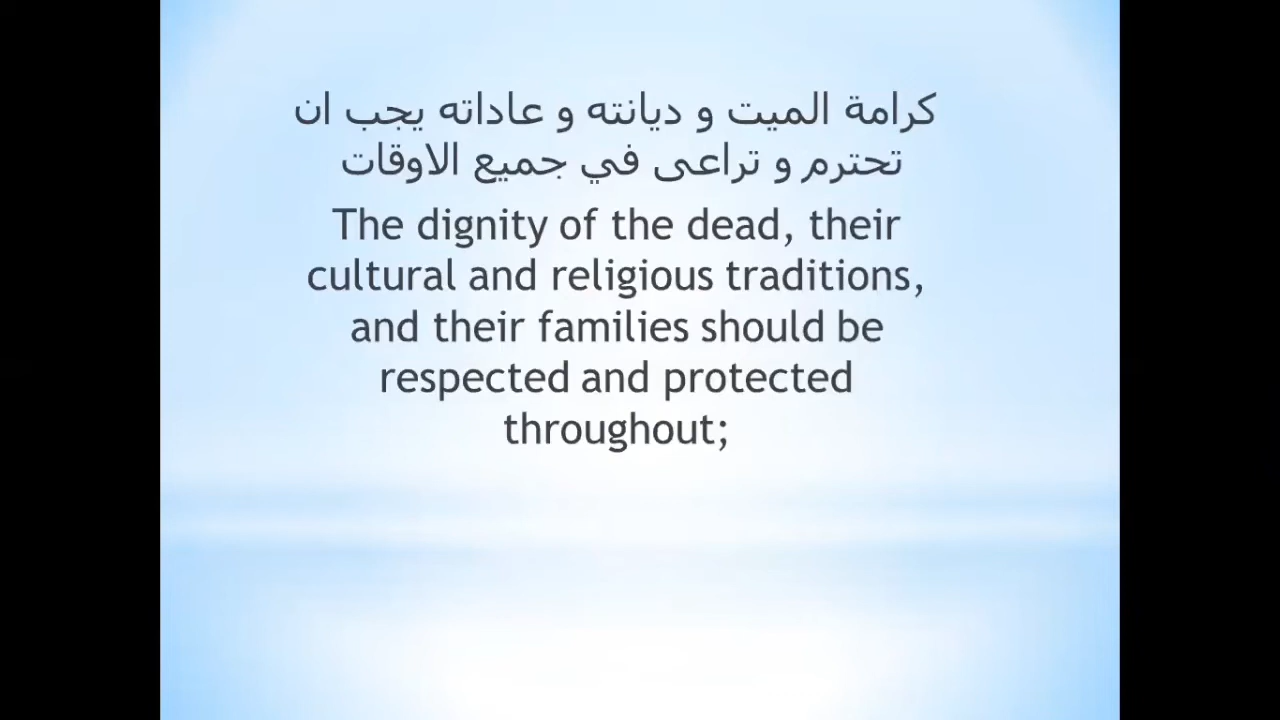 كرامة الميت و ديانته و عاداته يجب ان
تحترم و تراعى في جميع الاوقات
The dignity of the dead, their
cultural and religious traditions,
and their families should be
respected and protected
throughout;